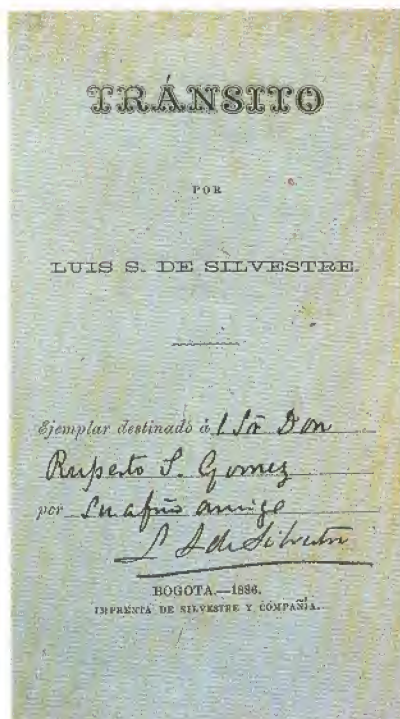 TRÁNSITO
POR
LUIS S. DE SILVESTRE.
Ejemplar destinado á l Sr. Don
Ruperto S. Gomez
por Su afmo amigo
L S de Silvestre
BOGOTA.—1886.
IMPRENTA DE SILVESTRE Y COMPAÑÍA.